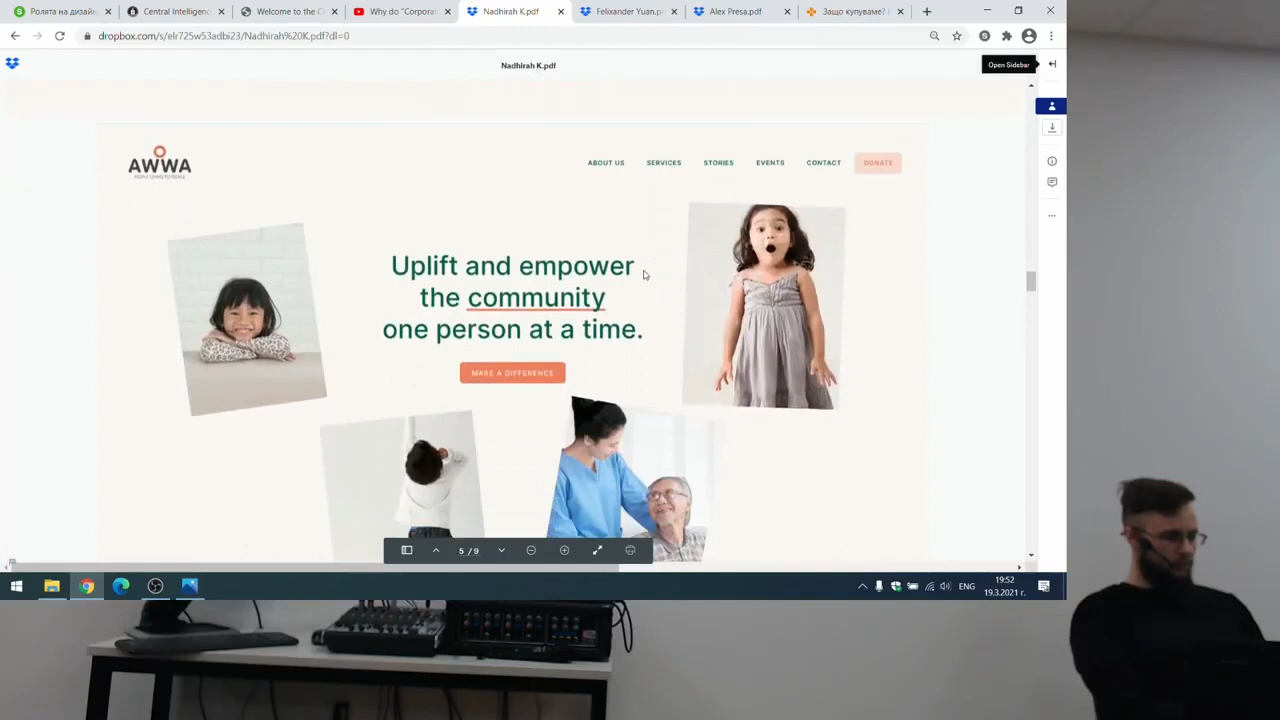 Ролята на дизайн
Central Intelligenc
Welcome to the C
Why do "Corporat
Nadhirah K.pdf
Felixander Yuan.p
Alex Presa.pdf
Защо купуваме? Н
dropbox.com/s/elr725w53adbi23/Nadhirah%20K.pdf?dl=0
Nadhirah K.pdf
Open Sidebar
AWWA
ABOUT US
SERVICES
STORIES
EVENTS
CONTACT
DONATE
Uplift and empower
the community
one person at a time.
MAKE A DIFFERENCE
5 / 9
ЕНГ
19:52
19.3.2021 г.